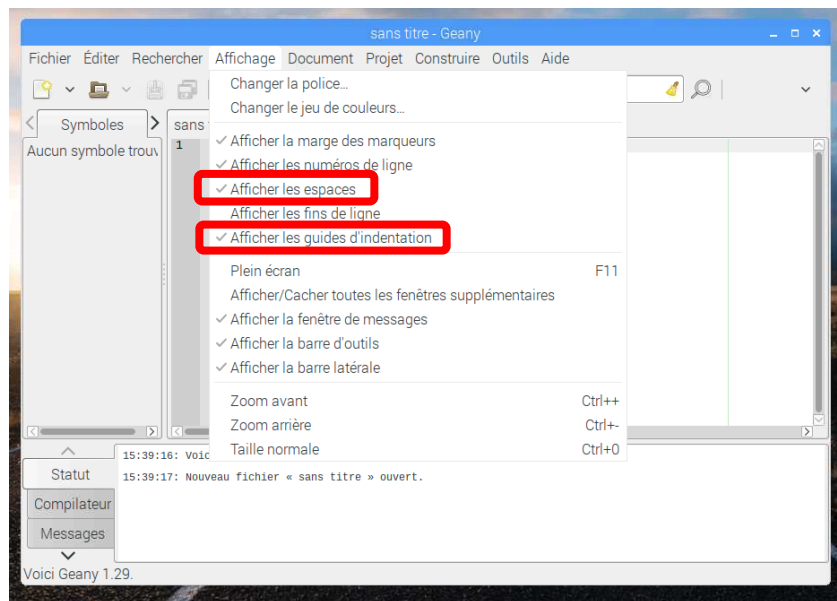 sans titre - Geany
Fichier Éditer Rechercher Affichage Document Projet Construire Outils Aide
Changer la police...
Changer le jeu de couleurs...
Symboles
sans
Aucun symbole trouv
1
Afficher la marge des marqueurs
Afficher les numéros de ligne
Afficher les espaces
Afficher les fins de ligne
Afficher les guides d'indentation
Plein écran F11
Afficher/Cacher toutes les fenêtres supplémentaires
Afficher la fenêtre de messages
Afficher la barre d'outils
Afficher la barre latérale
Zoom avant Ctrl++
Zoom arrière Ctrl+-
Taille normale Ctrl+0
Statut
Compilateur
Messages
15:39:16: Voic
15:39:17: Nouveau fichier « sans titre » ouvert.
Voici Geany 1.29.